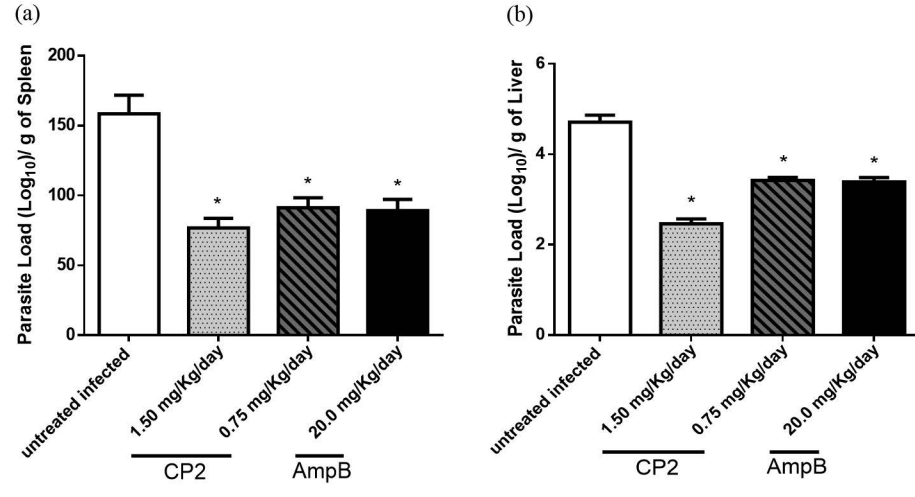 (a)
Parasite Load (Log10)/ g of Spleen
200
150
100
50
0
*
*
*
untreated infected
1.50 mg/Kg/day
0.75 mg/Kg/day
20.0 mg/Kg/day
CP2
AmpB
(b)
Parasite Load (Log10)/ g of Liver
6
4
2
0
*
*
*
untreated infected
1.50 mg/Kg/day
0.75 mg/Kg/day
20.0 mg/Kg/day
CP2
AmpB